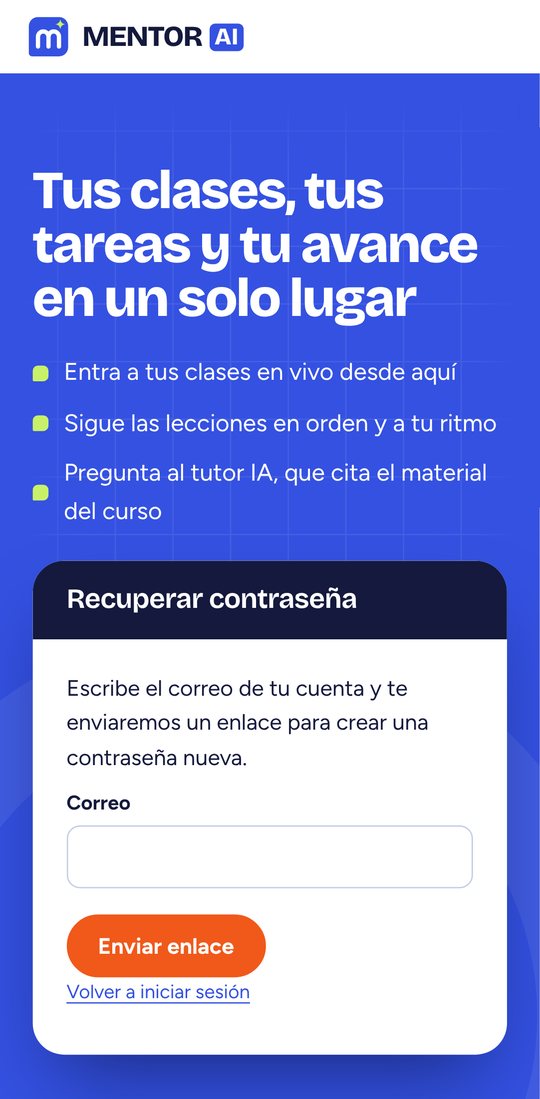 MENTOR AI
Tus clases, tus
tareas y tu avance
en un solo lugar
Entra a tus clases en vivo desde aquí
Sigue las lecciones en orden y a tu ritmo
Pregunta al tutor IA, que cita el material
del curso
Recuperar contraseña
Escribe el correo de tu cuenta y te
enviaremos un enlace para crear una
contraseña nueva.
Correo
Enviar enlace
Volver a iniciar sesión